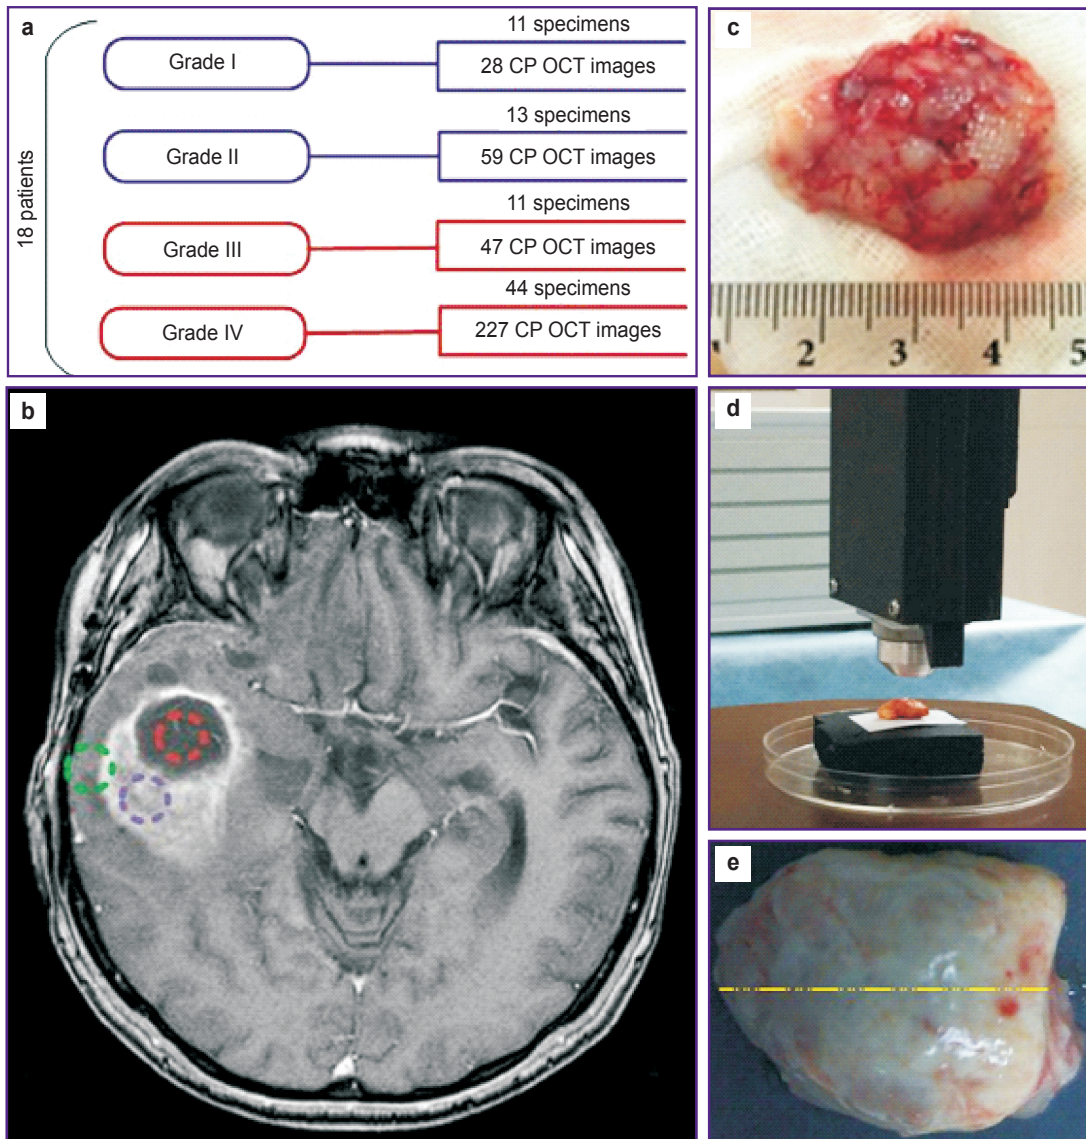 a
18 patients
Grade I
11 specimens
28 CP OCT images
Grade II
13 specimens
59 CP OCT images
Grade III
11 specimens
47 CP OCT images
Grade IV
44 specimens
227 CP OCT images
b
c
2 3 4 5
d
e